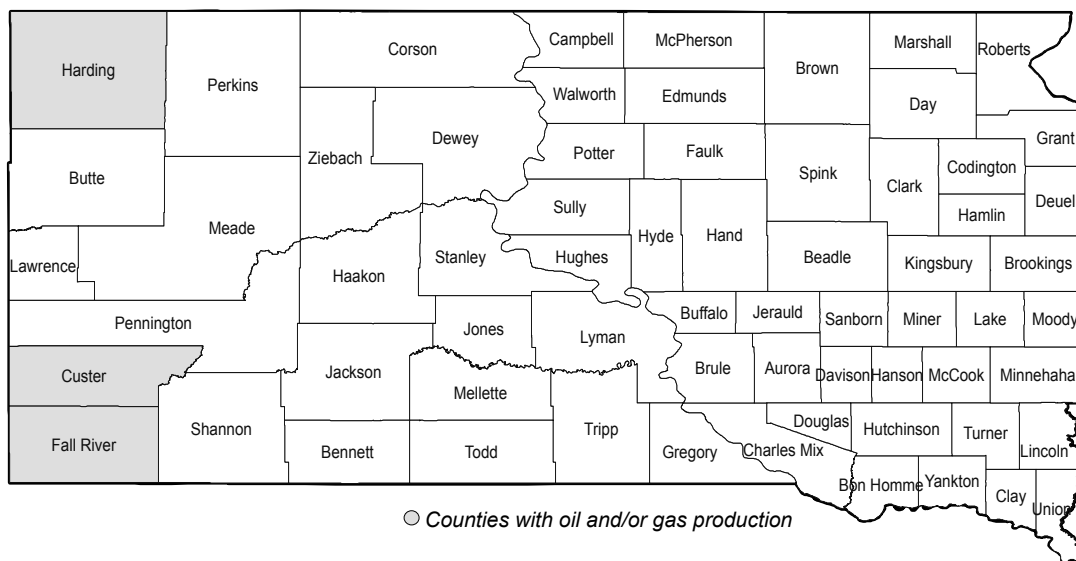 Harding
Perkins
Corson
Campbell
McPherson
Brown
Marshall
Roberts
Walworth
Edmunds
Day
Dewey
Ziebach
Potter
Faulk
Spink
Clark
Codington
Grant
Butte
Meade
Sully
Hyde
Hand
Hamlin
Deuel
Lawrence
Haakon
Stanley
Hughes
Beadle
Kingsbury
Brookings
Pennington
Jones
Lyman
Buffalo
Jerauld
Sanborn
Miner
Lake
Moody
Custer
Jackson
Mellette
Brule
Aurora
Davison
Hanson
McCook
Minnehaha
Fall River
Shannon
Bennett
Todd
Tripp
Gregory
Charles Mix
Douglas
Hutchinson
Turner
Lincoln
Bon Homme
Yankton
Clay
Union
Counties with oil and/or gas production